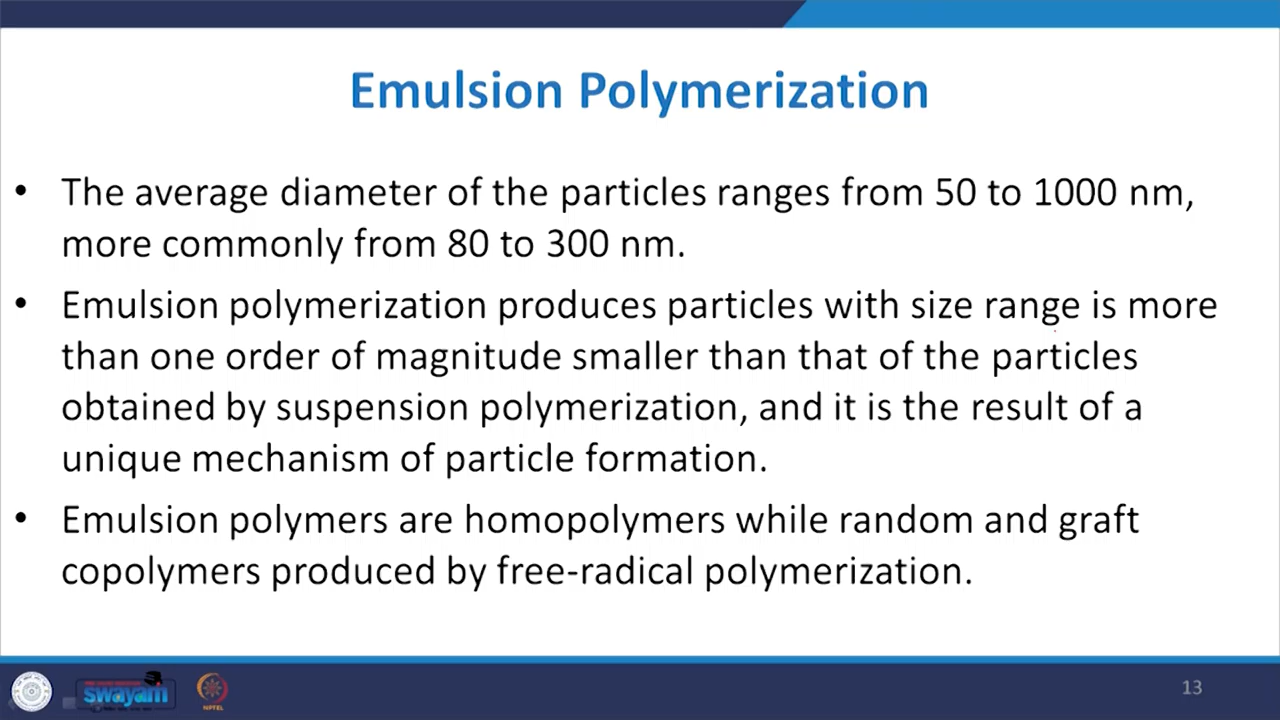 Emulsion Polymerization
• The average diameter of the particles ranges from 50 to 1000 nm,
more commonly from 80 to 300 nm.
• Emulsion polymerization produces particles with size range is more
than one order of magnitude smaller than that of the particles
obtained by suspension polymerization, and it is the result of a
unique mechanism of particle formation.
• Emulsion polymers are homopolymers while random and graft
copolymers produced by free-radical polymerization.
swayam
NPTEL
13